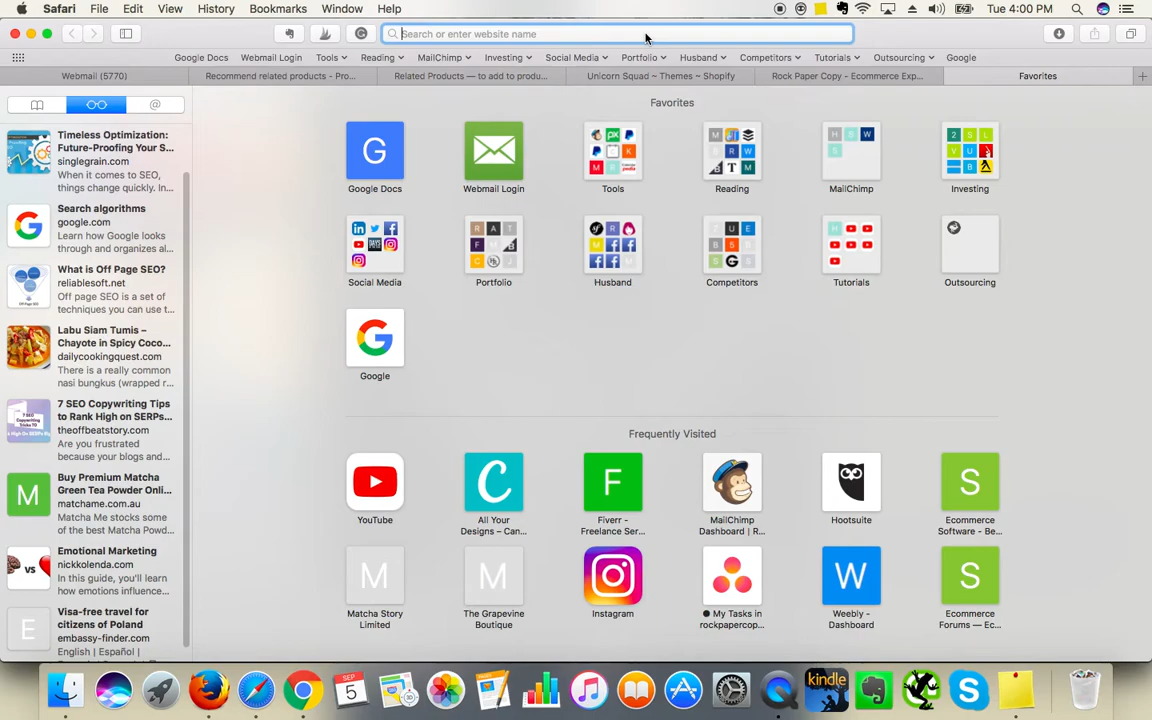 Safari File Edit View History Bookmarks Window Help Tue 4:00 PM
Search or enter website name
Google Docs Webmail Login Tools Reading MailChimp Investing Social Media Portfolio Husband Competitors Tutorials Outsourcing Google
Webmail (5770) Recommend related products - Pro... Related Products — to add to produ... Unicorn Squad ~ Themes ~ Shopify Rock Paper Copy - Ecommerce Exp... Favorites
Timeless Optimization:
Future-Proofing Your S...
singlegrain.com
When it comes to SEO,
things change quickly. In...
Search algorithms
google.com
Learn how Google looks
through and organizes al...
What is Off Page SEO?
reliablesoft.net
Off page SEO is a set of
techniques you can use t...
Labu Siam Tumis –
Chayote in Spicy Coco...
dailycookingquest.com
There is a really common
nasi bungkus (wrapped r...
7 SEO Copywriting Tips
to Rank High on SERPs...
theoffbeatstory.com
Are you frustrated
because your blogs and...
Buy Premium Matcha
Green Tea Powder Onli...
matchame.com.au
Matcha Me stocks some
of the best Matcha Powd...
Emotional Marketing
nickkolenda.com
In this guide, you'll learn
how emotions influence...
Visa-free travel for
citizens of Poland
embassy-finder.com
English | Español |
Favorites
Google Docs Webmail Login Tools Reading MailChimp Investing
Social Media Portfolio Husband Competitors Tutorials Outsourcing
Google
Frequently Visited
YouTube
All Your
Designs – Can...
Fiverr -
Freelance Ser...
MailChimp
Dashboard | R...
Hootsuite
Ecommerce
Software - Be...
Matcha Story
Limited
The Grapevine
Boutique
Instagram
My Tasks in
rockpapercop...
Weebly -
Dashboard
Ecommerce
Forums — Ec...
SEP
5
kindle